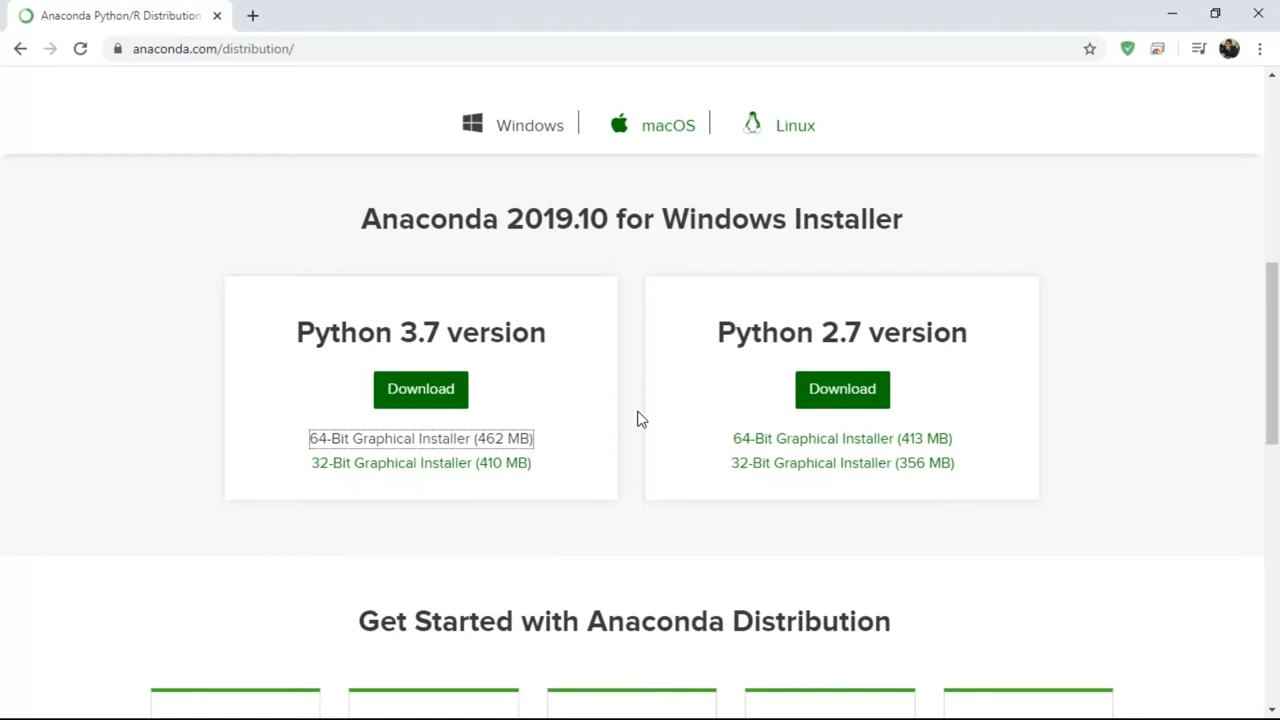 Anaconda Python/R Distribution
anaconda.com/distribution/
Windows
macOS
Linux
Anaconda 2019.10 for Windows Installer
Python 3.7 version
Download
64-Bit Graphical Installer (462 MB)
32-Bit Graphical Installer (410 MB)
Python 2.7 version
Download
64-Bit Graphical Installer (413 MB)
32-Bit Graphical Installer (356 MB)
Get Started with Anaconda Distribution